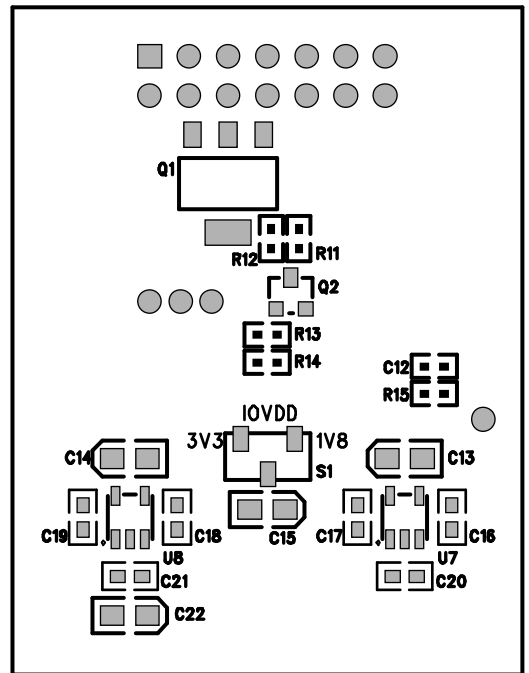 Q1
R12 R11
Q2
R13
R14
C12
R15
IOVDD
3V3 1V8
C14 S1 C13
C19 C18 C15 C17 C16
U8 U7
C21 C20
C22